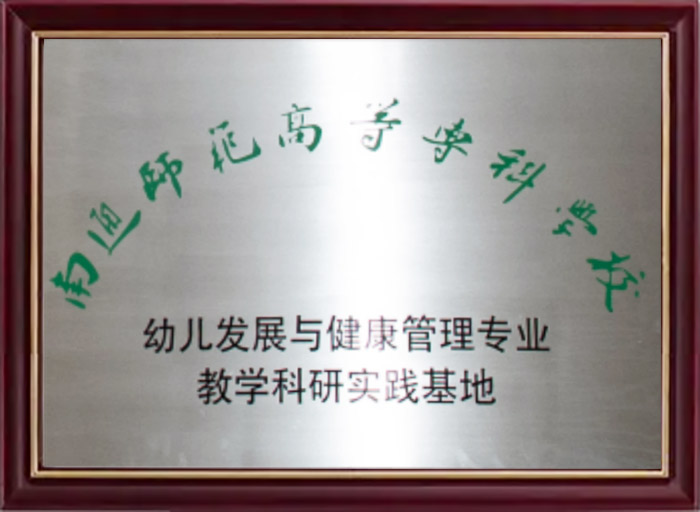 南通师范高等专科学校
幼儿发展与健康管理专业
教学科研实践基地